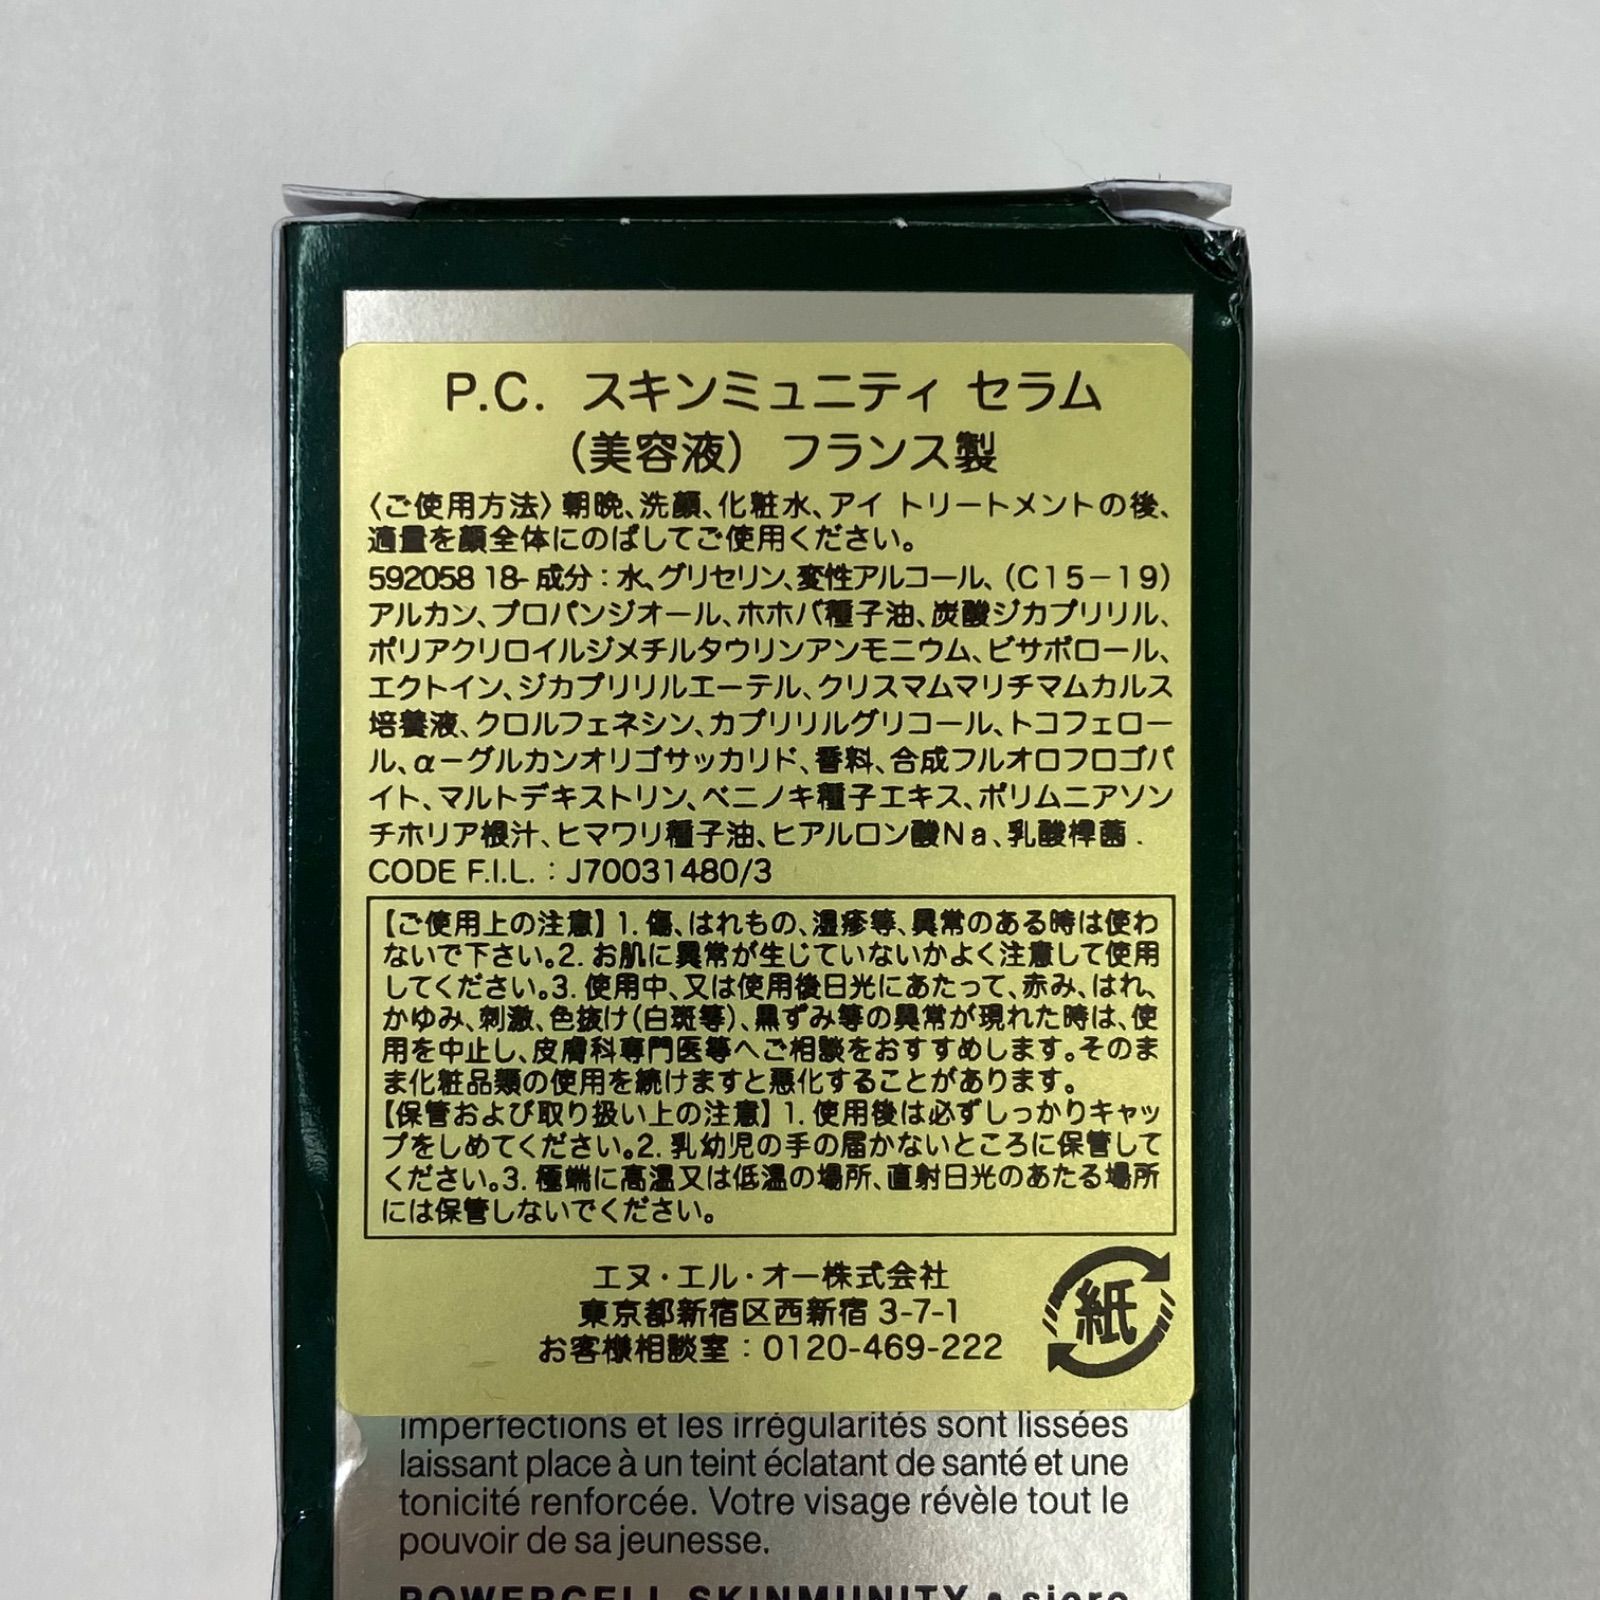 P.C. スキンミュニティ セラム
(美容液) フランス製
〈ご使用方法〉朝晩、洗顔、化粧水、アイ トリートメントの後、
適量を顔全体にのばしてご使用ください。
592058 18- 成分：水、グリセリン、変性アルコール、(C15-19)
アルカン、プロパンジオール、ホホバ種子油、炭酸ジカプリリル、
ポリアクリロイルジメチルタウリンアンモニウム、ビサボロール、
エクトイン、ジカプリリルエーテル、クリスマムマリチマムカルス
培養液、クロルフェネシン、カプリリルグリコール、トコフェロー
ル、α-グルカンオリゴサッカリド、香料、合成フルオロフロゴパ
イト、マルトデキストリン、ベニノキ種子エキス、ポリムニアソン
チホリア根汁、ヒマワリ種子油、ヒアルロン酸Na、乳酸桿菌.
CODE F.I.L. : J70031480/3
【ご使用上の注意】1. 傷、はれもの、湿疹等、異常のある時は使わ
ないで下さい。2. お肌に異常が生じていないかよく注意して使用
してください。3. 使用中、又は使用後日光にあたって、赤み、はれ、
かゆみ、刺激、色抜け(白斑等)、黒ずみ等の異常が現れた時は、使
用を中止し、皮膚科専門医等へご相談をおすすめします。そのま
ま化粧品類の使用を続けますと悪化することがあります。
【保管および取り扱い上の注意】1. 使用後は必ずしっかりキャッ
プをしめてください。2. 乳幼児の手の届かないところに保管して
ください。3. 極端に高温又は低温の場所、直射日光のあたる場所
には保管しないでください。
エヌ・エル・オー株式会社
東京都新宿区西新宿 3-7-1
お客様相談室：0120-469-222
紙
imperfections et les irrégularités sont lissées
laissant place à un teint éclatant de santé et une
tonicité renforcée. Votre visage révèle tout le
pouvoir de sa jeunesse.
POWERCELL SKINMUNITY • siero